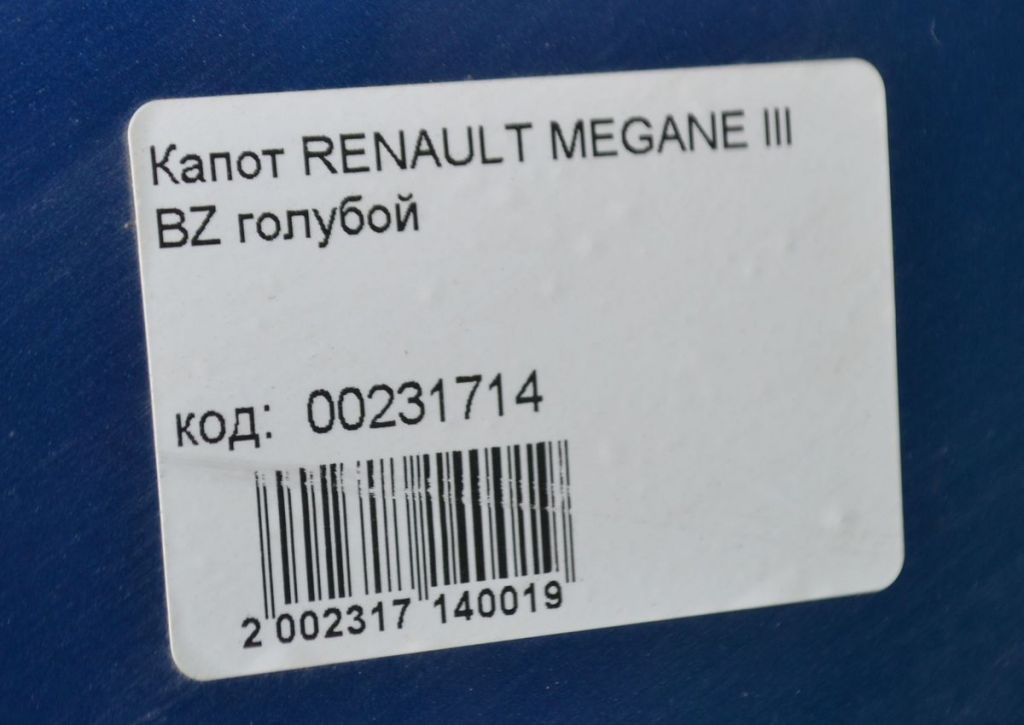 Капот RENAULT MEGANE III
BZ голубой
код: 00231714
2 002317 140019